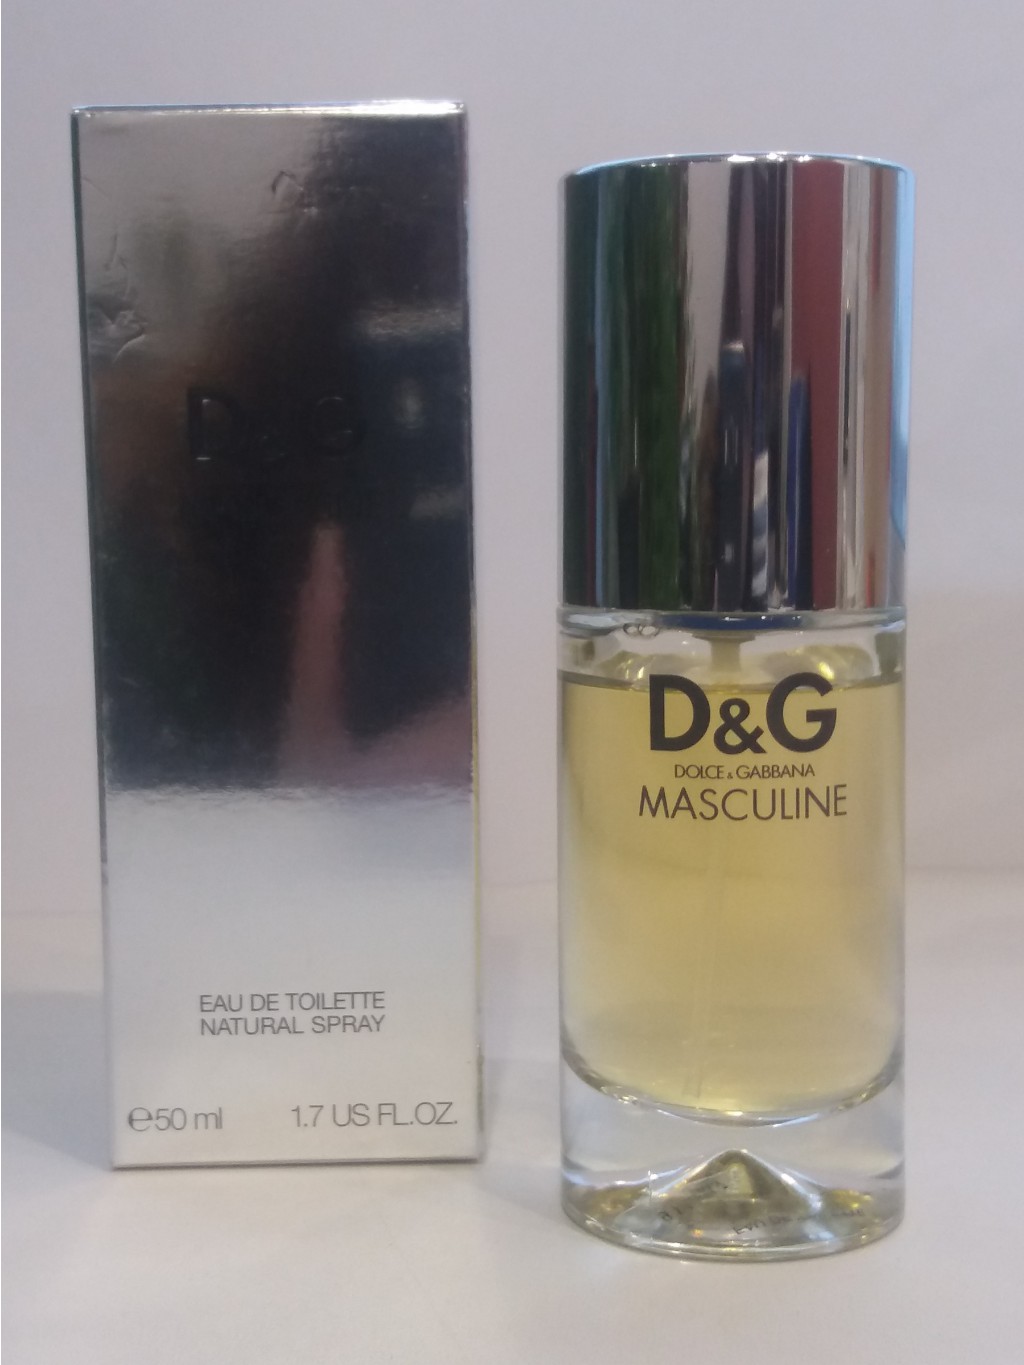 D&G
EAU DE TOILETTE
NATURAL SPRAY
℮50 ml 1.7 US FL.OZ.
D&G
DOLCE & GABBANA
MASCULINE